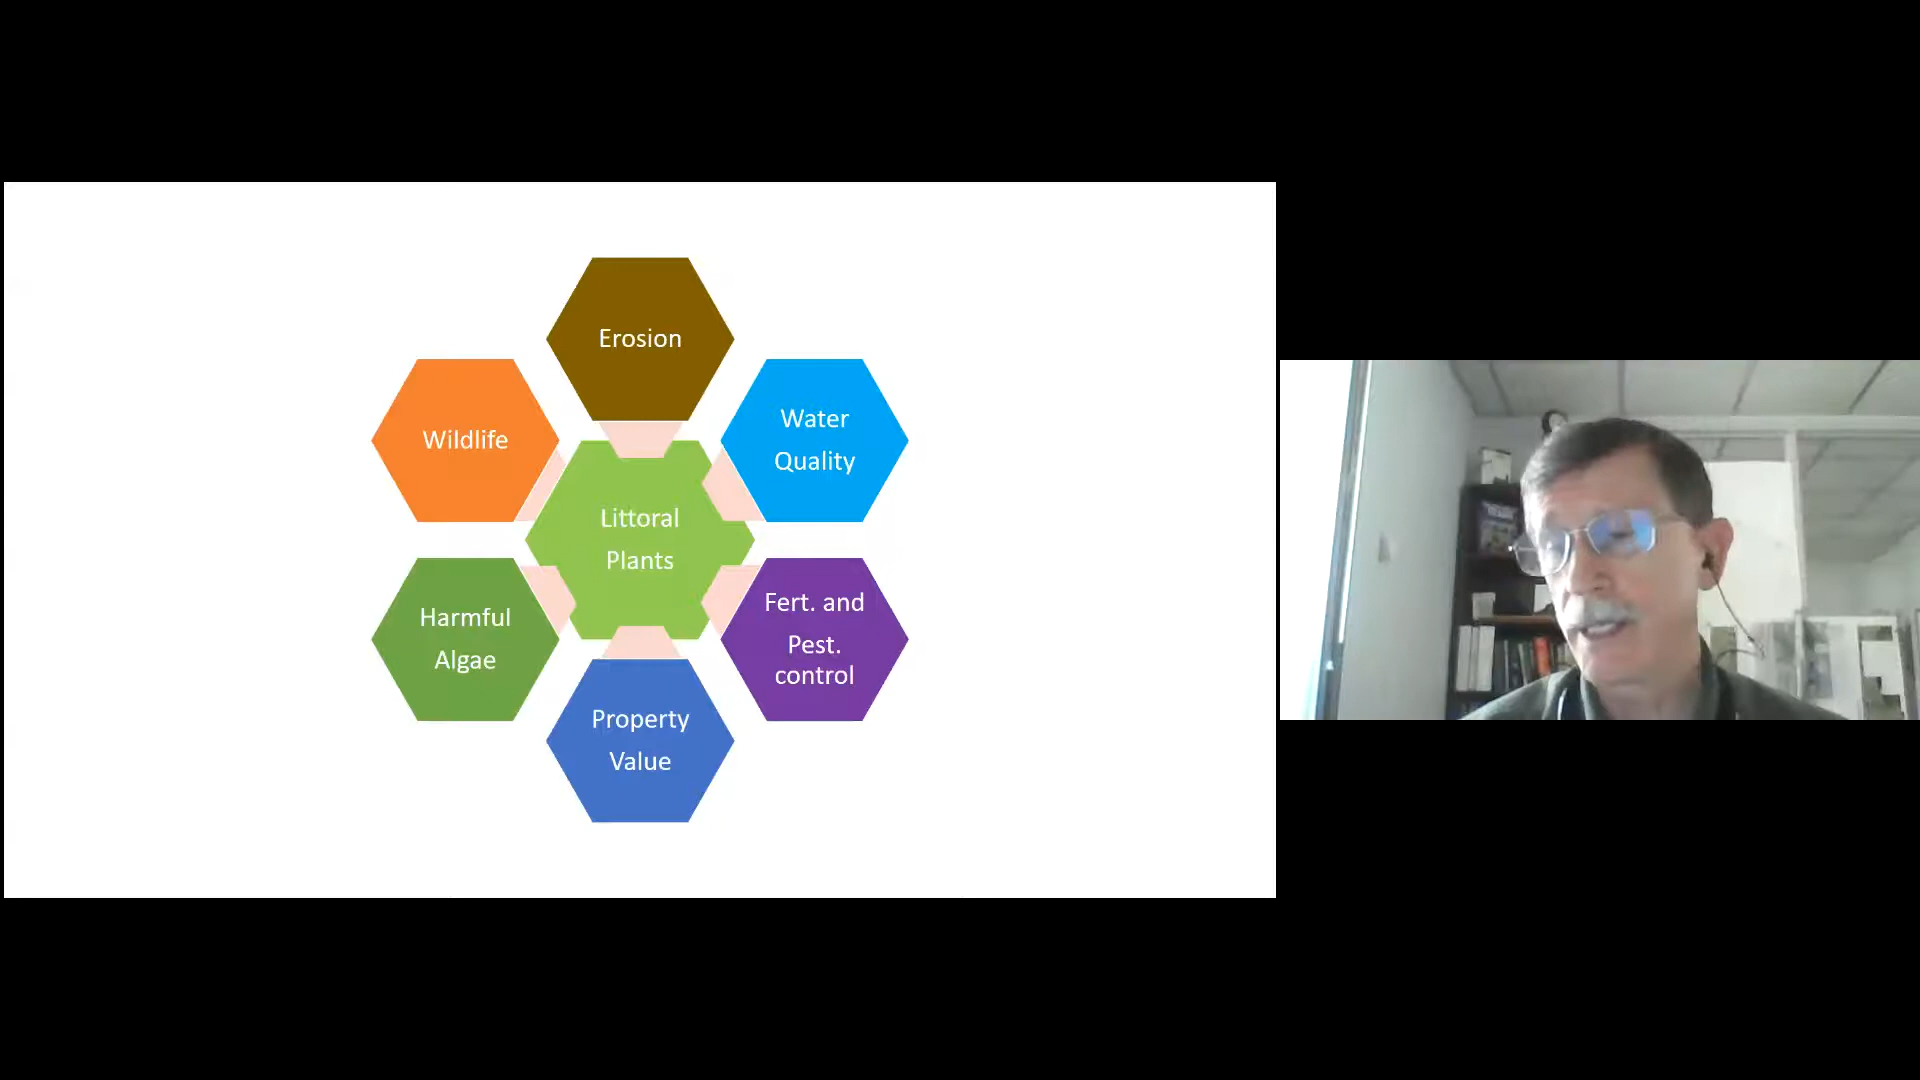 Erosion
Wildlife
Water
Quality
Littoral
Plants
Harmful
Algae
Fert. and
Pest.
control
Property
Value